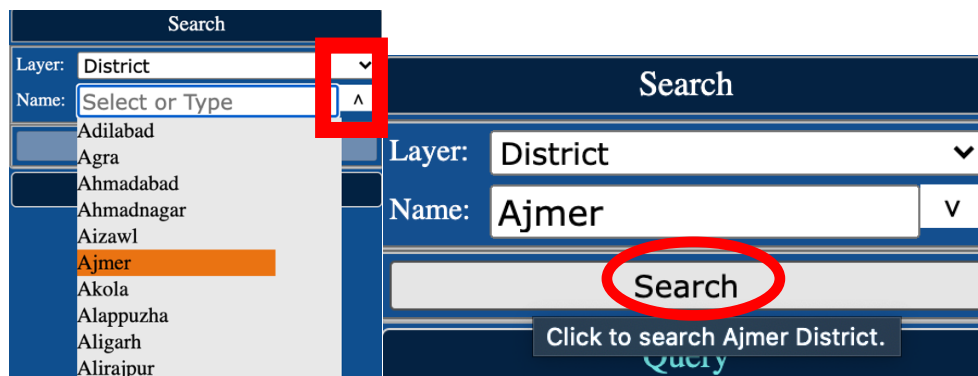 Search
Layer: District
Name: Select or Type
Adilabad
Agra
Ahmadabad
Ahmadnagar
Aizawl
Ajmer
Akola
Alappuzha
Aligarh
Alirajpur
Search
Layer: District
Name: Ajmer
Search
Click to search Ajmer District.
Query